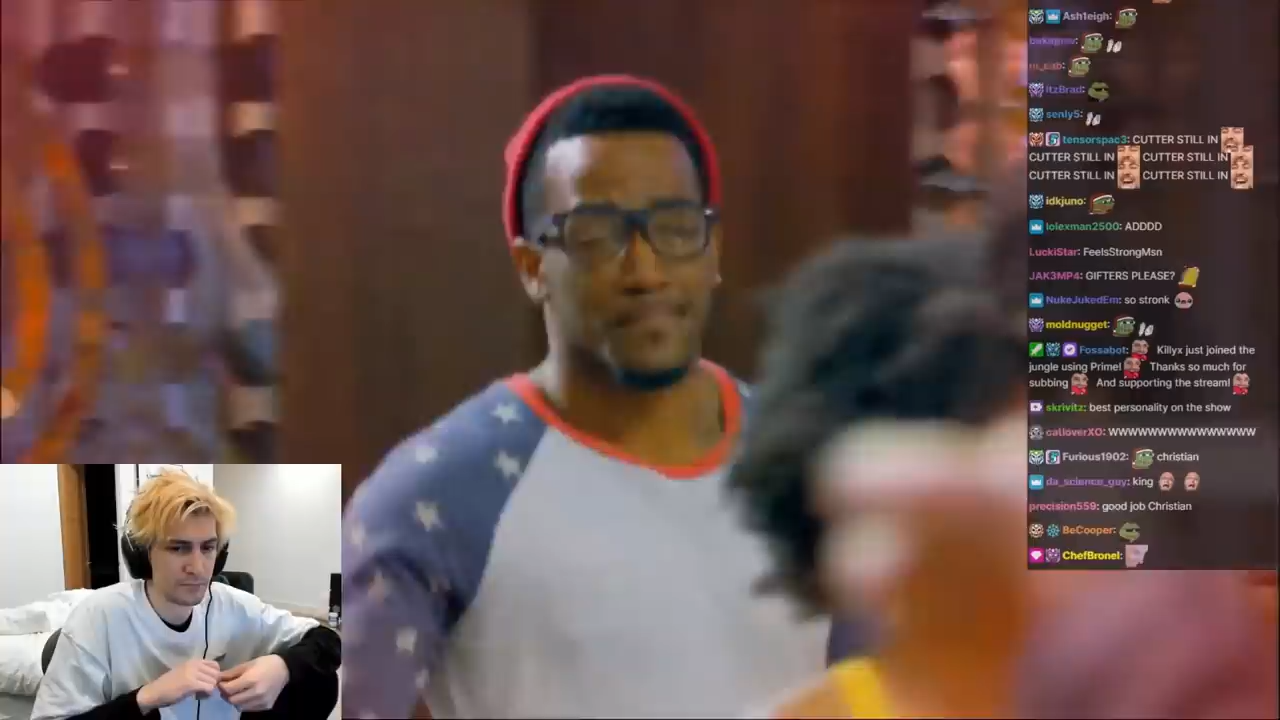 Ash1eigh:
itzBrad:
senly5:
tensorspac3: CUTTER STILL IN
CUTTER STILL IN CUTTER STILL IN
CUTTER STILL IN CUTTER STILL IN
idkjuno:
lolexman2500: ADDDD
LuckiStar: FeelsStrongMsn
JAK3MP4: GIFTERS PLEASE?
NukeJukedEm: so stronk
moldnugget:
Fossabot: Killyx just joined the
jungle using Prime! Thanks so much for
subbing And supporting the stream!
skrivitz: best personality on the show
catloverXO: WWWWWWWWWWWWWWW
Furious1902: christian
da_science_guy: king
precision559: good job Christian
BeCooper:
ChefBronel: